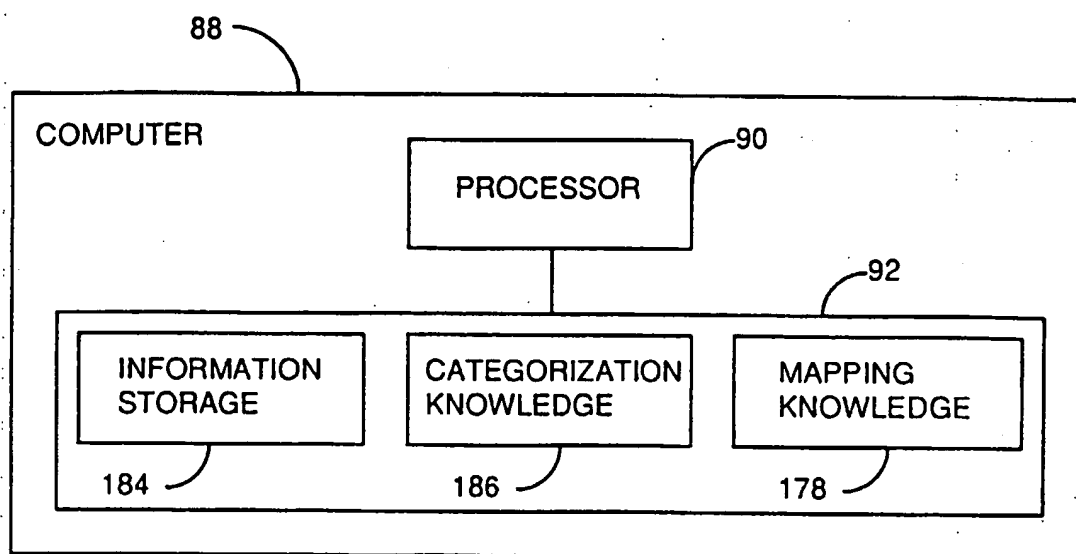 88
COMPUTER
90
PROCESSOR
92
INFORMATION
STORAGE
CATEGORIZATION
KNOWLEDGE
MAPPING
KNOWLEDGE
184
186
178